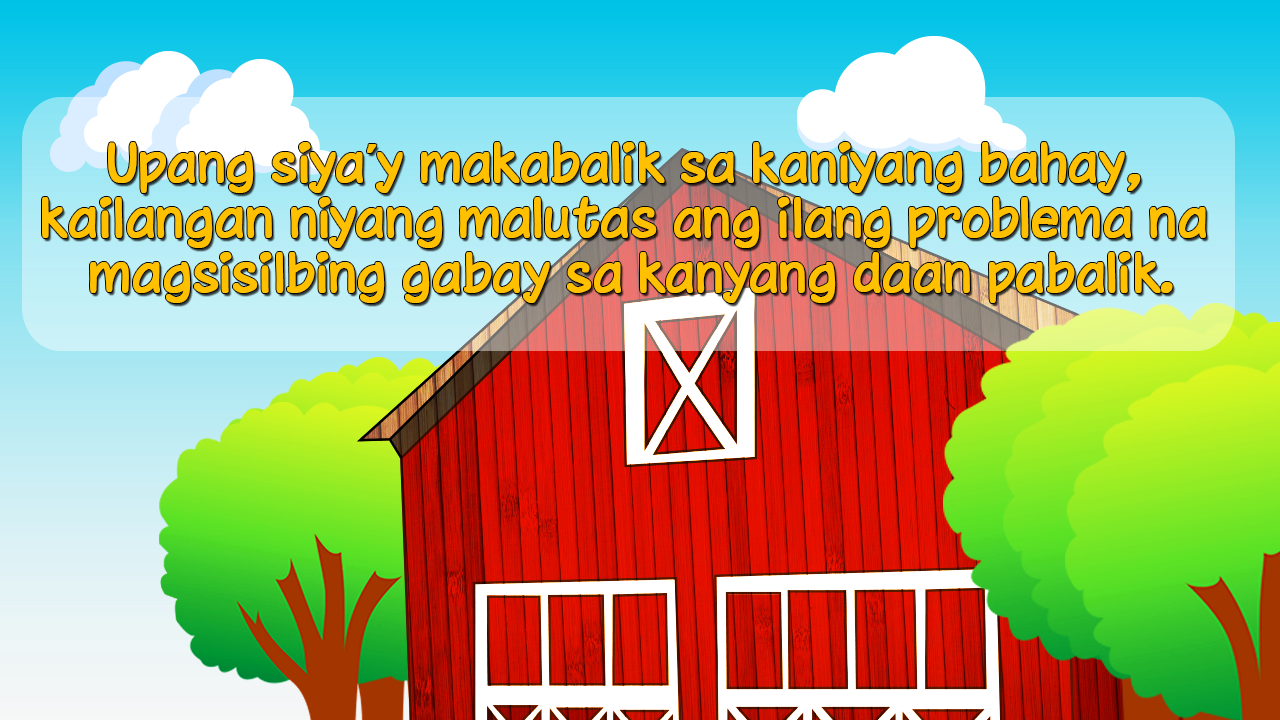 Upang siya'y makabalik sa kaniyang bahay,
kailangan niyang malutas ang ilang problema na
magsisilbing gabay sa kanyang daan pabalik.